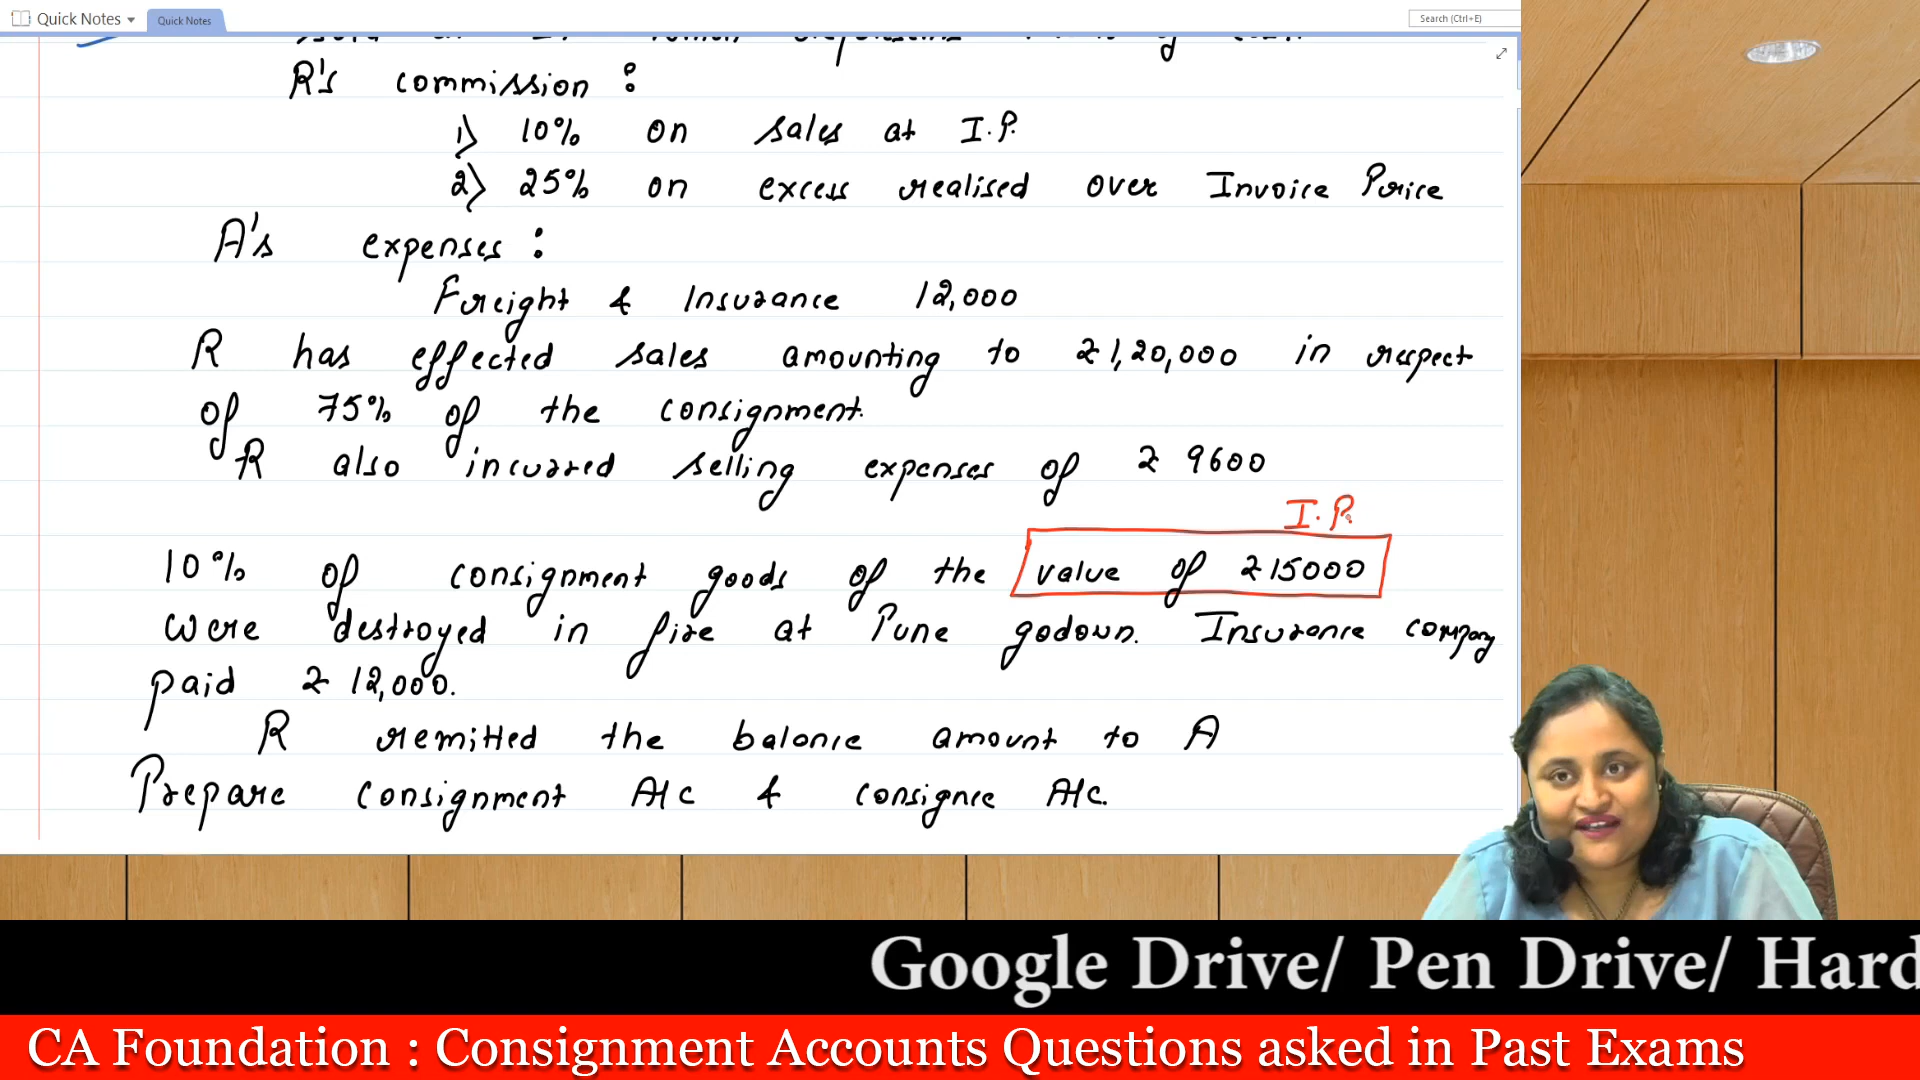 Quick Notes
Quick Notes
Search (Ctrl+E)
R's commission :
1) 10% on sales at I.P.
2) 25% on excess realised over Invoice Price
A's expenses :
Freight & Insurance 12,000
R has effected sales amounting to ₹1,20,000 in respect
of 75% of the consignment.
R also incurred selling expenses of ₹ 9600
I.P.
10% of consignment goods of the value of ₹15000
were destroyed in fire at Pune godown. Insurance company
paid ₹ 12,000.
R remitted the balance amount to A
Prepare consignment A/c & consignee A/c.
Google Drive/ Pen Drive/ Hard
CA Foundation : Consignment Accounts Questions asked in Past Exams